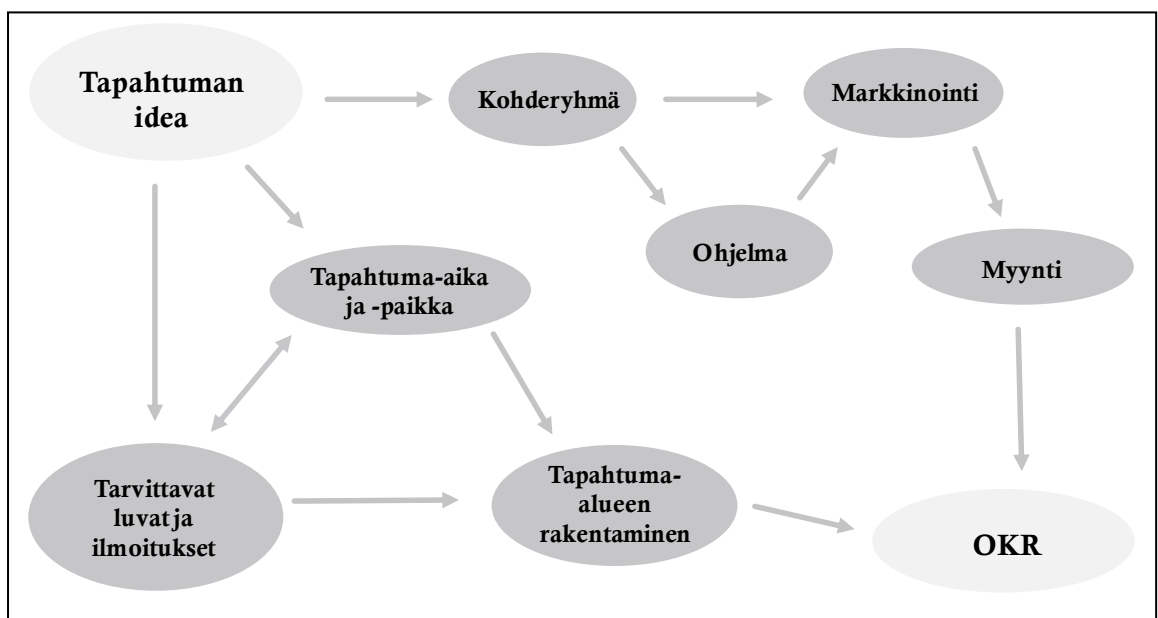 Tapahtuman
idea
Kohderyhmä
Markkinointi
Ohjelma
Myynti
Tapahtuma-aika
ja -paikka
Tarvittavat
luvat ja
ilmoitukset
Tapahtuma-
alueen
rakentaminen
OKR